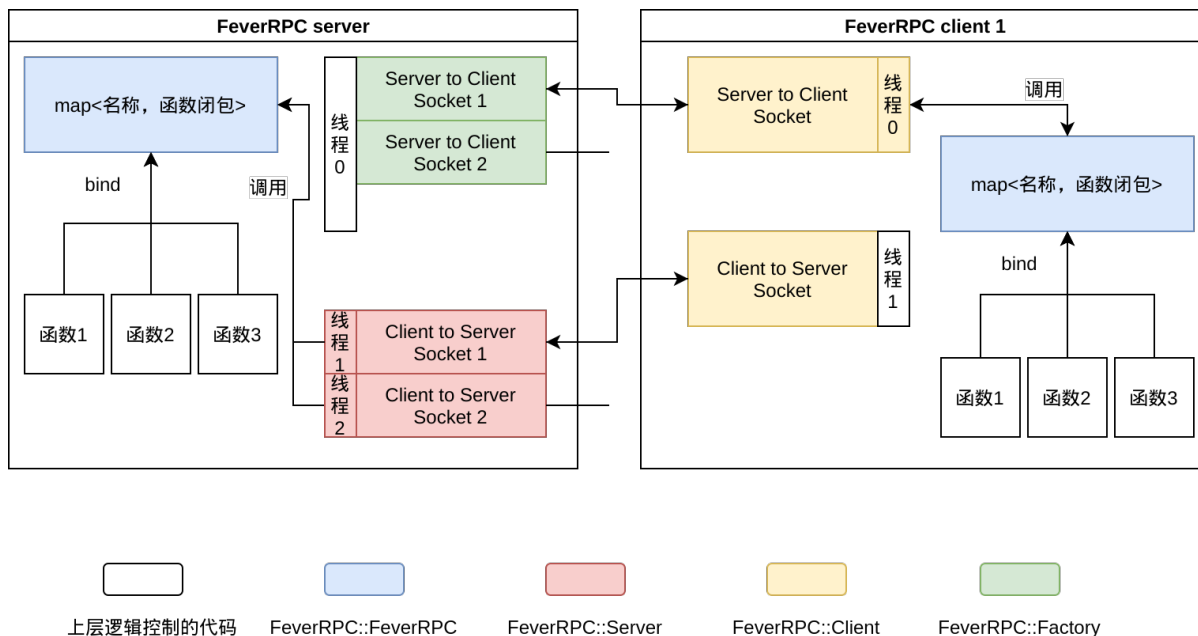 FeverRPC server
map<名称，函数闭包>
bind
调用
函数1
函数2
函数3
线
程
0
Server to Client
Socket 1
Server to Client
Socket 2
线
程
1
Client to Server
Socket 1
线
程
2
Client to Server
Socket 2
FeverRPC client 1
Server to Client
Socket
线
程
0
调用
map<名称，函数闭包>
Client to Server
Socket
线
程
1
bind
函数1
函数2
函数3
上层逻辑控制的代码
FeverRPC::FeverRPC
FeverRPC::Server
FeverRPC::Client
FeverRPC::Factory